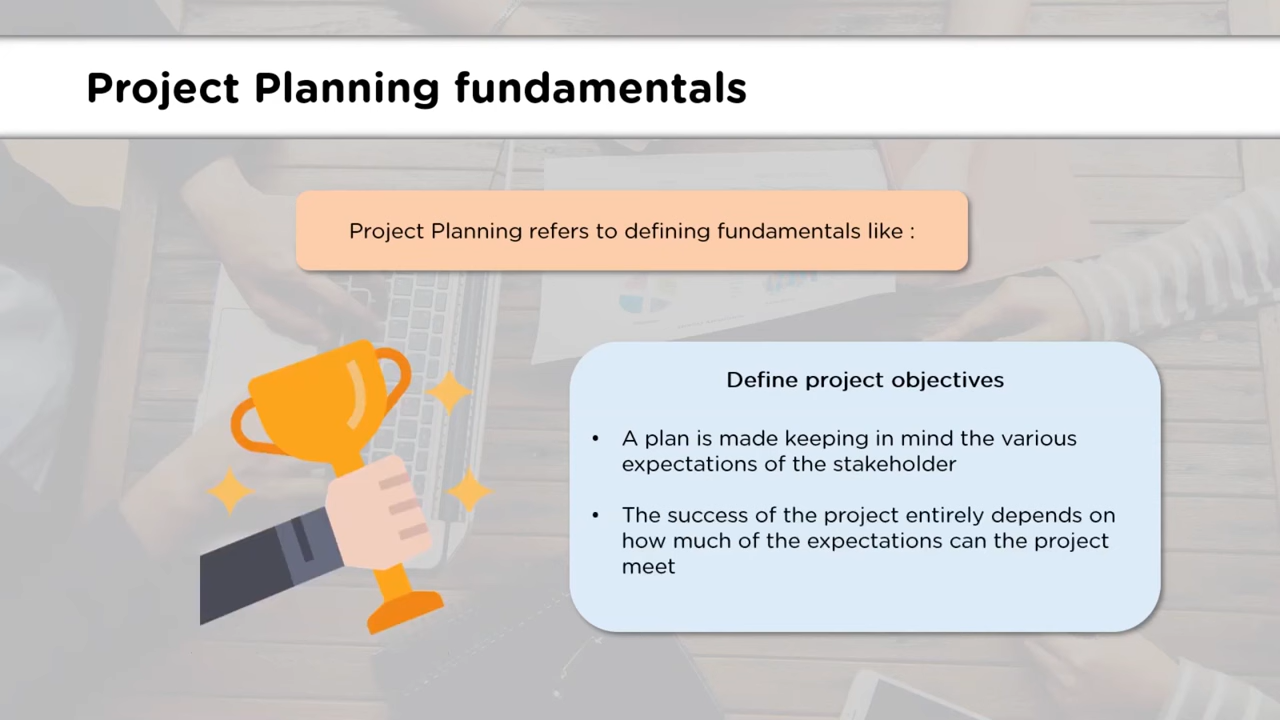 Project Planning fundamentals
Project Planning refers to defining fundamentals like :
Define project objectives
• A plan is made keeping in mind the various
expectations of the stakeholder
• The success of the project entirely depends on
how much of the expectations can the project
meet